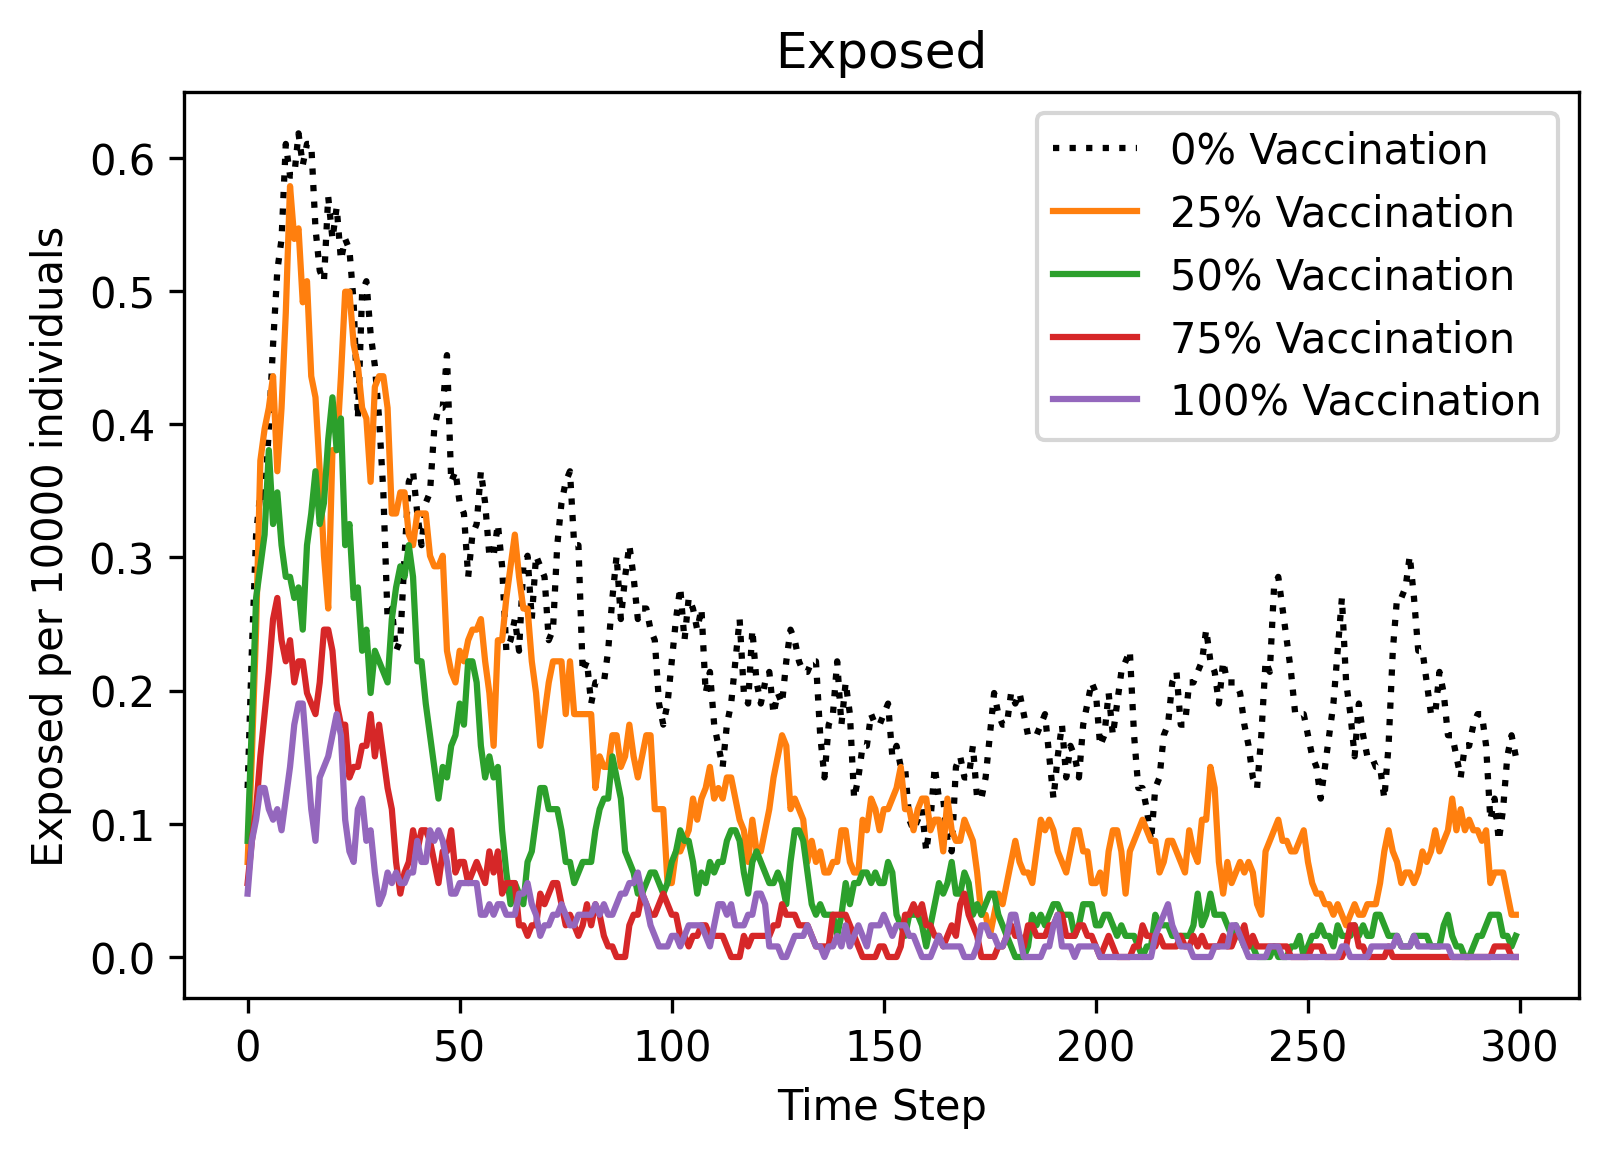 Exposed
0% Vaccination
25% Vaccination
50% Vaccination
75% Vaccination
100% Vaccination
Exposed per 10000 individuals
0.6
0.5
0.4
0.3
0.2
0.1
0.0
0 50 100 150 200 250 300
Time Step